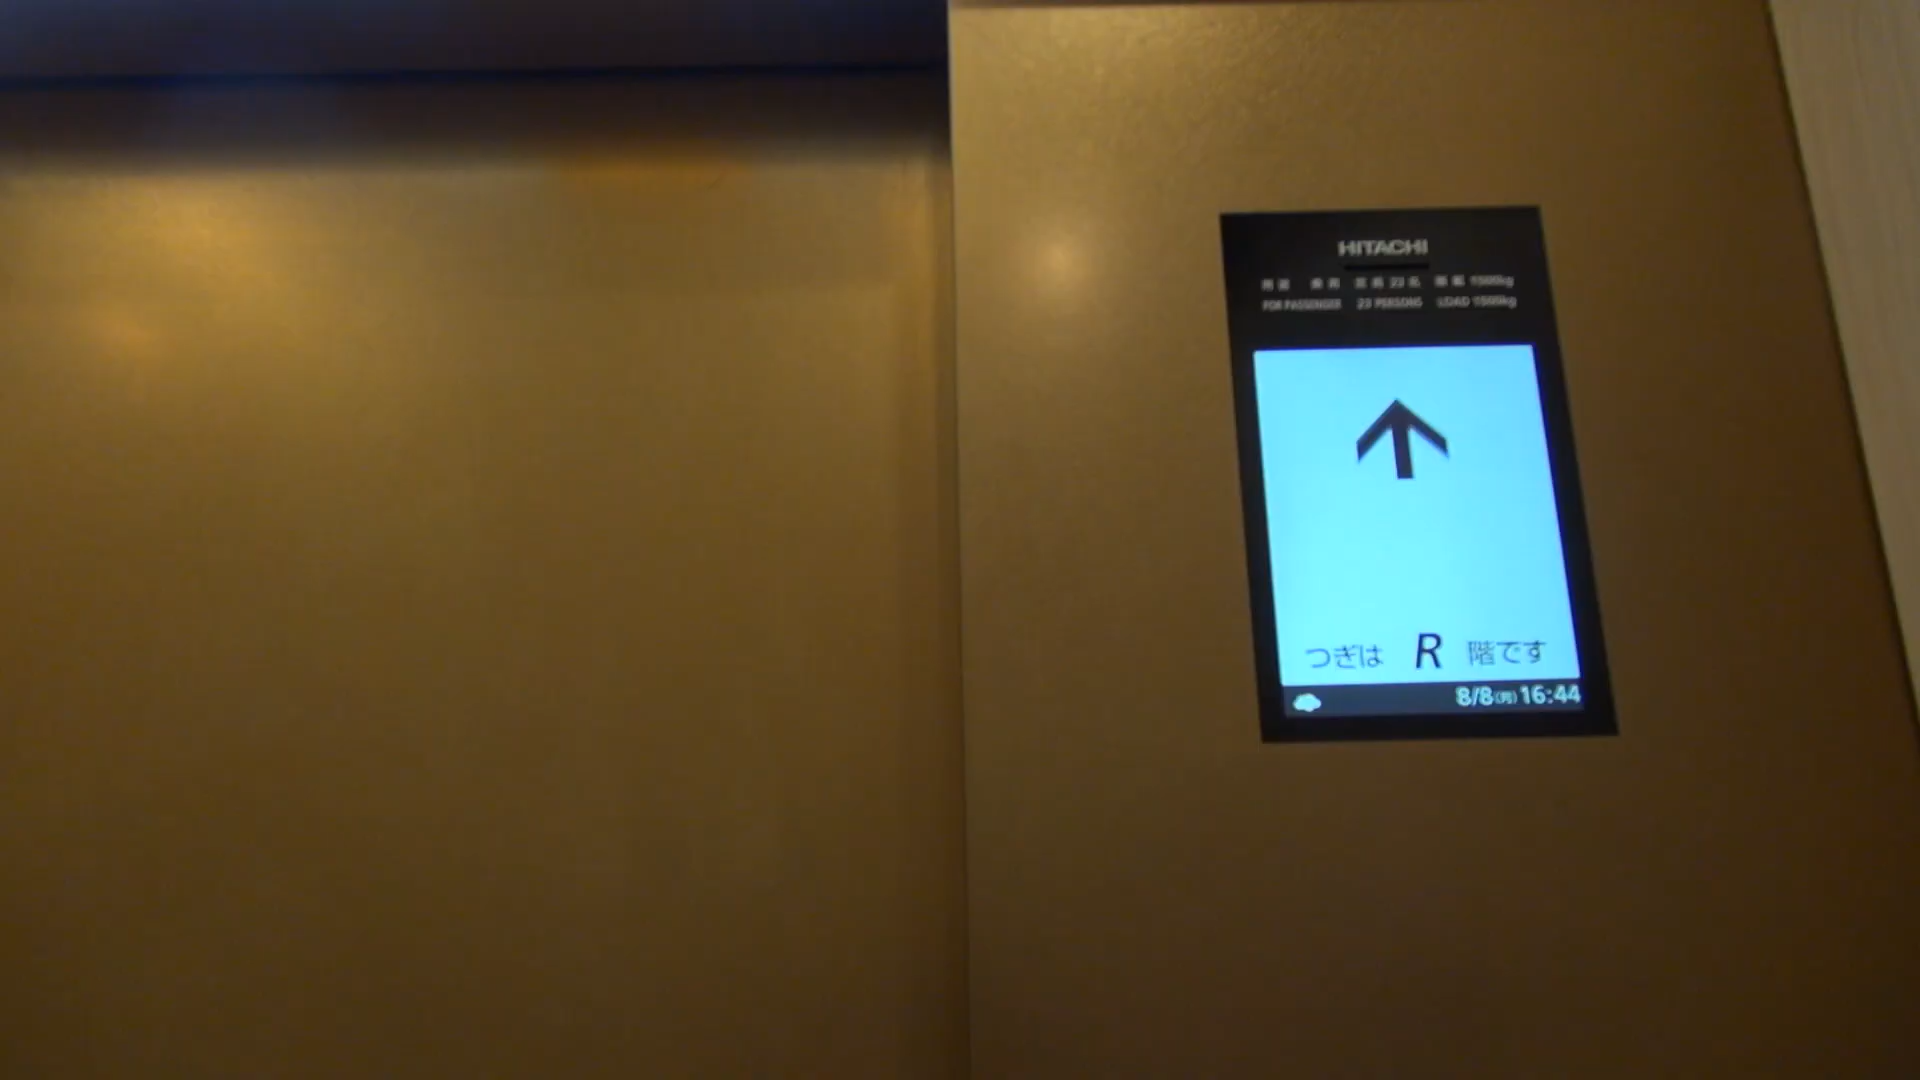 HITACHI
用途 乗用 定員 23名 積載 1500kg
FOR PASSENGER 23 PERSONS LOAD 1500kg
つぎは R 階です
8/8(月) 16:44